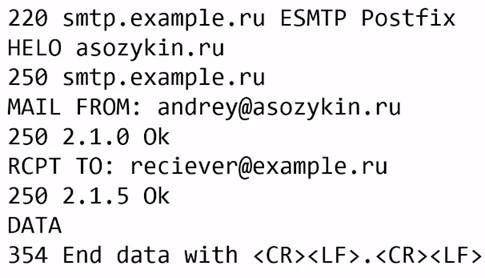 220 smtp.example.ru ESMTP Postfix
HELO asozykin.ru
250 smtp.example.ru
MAIL FROM: andrey@asozykin.ru
250 2.1.0 Ok
RCPT TO: reciever@example.ru
250 2.1.5 Ok
DATA
354 End data with <CR><LF>.<CR><LF>